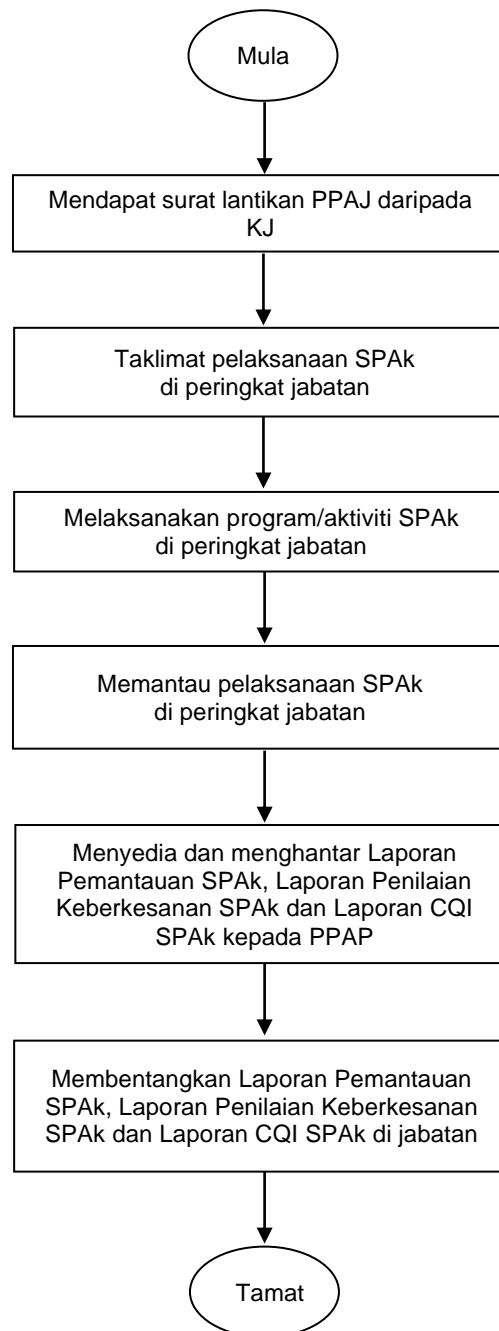 Mula
Mendapat surat lantikan PPAJ daripada
KJ
Taklimat pelaksanaan SPAk
di peringkat jabatan
Melaksanakan program/aktiviti SPAk
di peringkat jabatan
Memantau pelaksanaan SPAk
di peringkat jabatan
Menyedia dan menghantar Laporan
Pemantauan SPAk, Laporan Penilaian
Keberkesanan SPAk dan Laporan CQI
SPAk kepada PPAP
Membentangkan Laporan Pemantauan
SPAk, Laporan Penilaian Keberkesanan
SPAk dan Laporan CQI SPAk di jabatan
Tamat